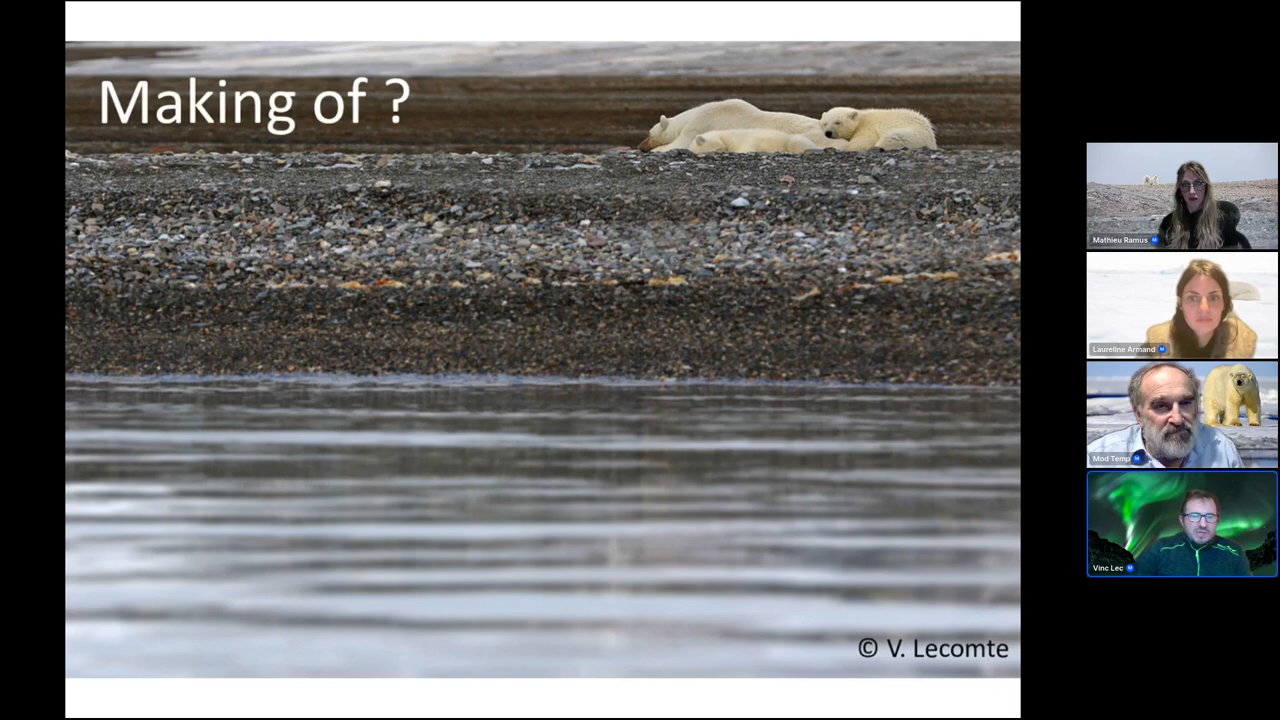 Making of ?
© V. Lecomte
Mathieu Ramus M
Laureline Armand M
Mod Temp M
Vinc Lec M